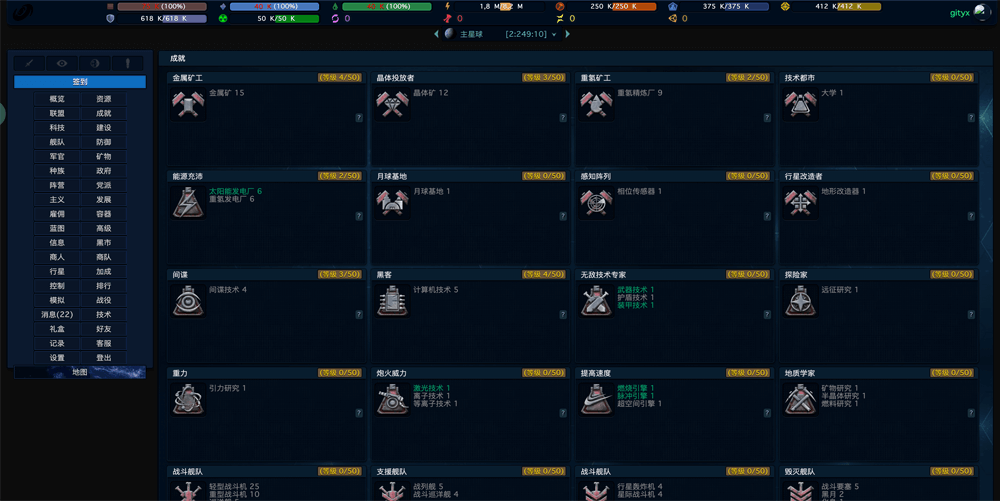 (100%)
40 K (100%)
40 K (100%)
1,8 M/5,2 M
250 K/250 K
375 K/375 K
412 K/412 K
618 K/618 K
50 K/50 K
0
0
0
0
gityx
主星球 [2:249:10]
签到
概览 资源
联盟 成就
科技 建设
舰队 防御
军官 矿物
种族 政府
阵营 党派
主义 发展
雇佣 容器
蓝图 高级
信息 黑市
商人 商队
行星 加成
控制 排行
模拟 战役
消息(22) 技术
礼盒 好友
记录 客服
设置 登出
地图
成就
金属矿工 (等级 4/50)
金属矿 15
?
晶体投放者 (等级 3/50)
晶体矿 12
?
重氢矿工 (等级 2/50)
重氢精炼厂 9
?
技术都市 (等级 0/50)
大学 1
?
能源充沛 (等级 2/50)
太阳能发电厂 6
重氢发电厂 6
?
月球基地 (等级 0/50)
月球基地 1
?
感知阵列 (等级 0/50)
相位传感器 1
?
行星改造者 (等级 0/50)
地形改造器 1
?
间谍 (等级 3/50)
间谍技术 4
?
黑客 (等级 4/50)
计算机技术 5
?
无敌技术专家 (等级 0/50)
武器技术 1
护盾技术 1
装甲技术 1
?
探险家 (等级 0/50)
远征研究 1
?
重力 (等级 0/50)
引力研究 1
?
炮火威力 (等级 0/50)
激光技术 1
离子技术 1
等离子技术 1
?
提高速度 (等级 0/50)
燃烧引擎 1
脉冲引擎 1
超空间引擎 1
?
地质学家 (等级 0/50)
矿物研究 1
半晶体研究 1
燃料研究 1
?
战斗舰队 (等级 0/50)
轻型战斗机 25
重型战斗机 10
支援舰队 (等级 0/50)
战列舰 5
战斗巡洋舰 4
战斗舰队 (等级 0/50)
行星轰炸机 4
星际战斗机 4
毁灭舰队 (等级 0/50)
战斗要塞 5
黑月 2